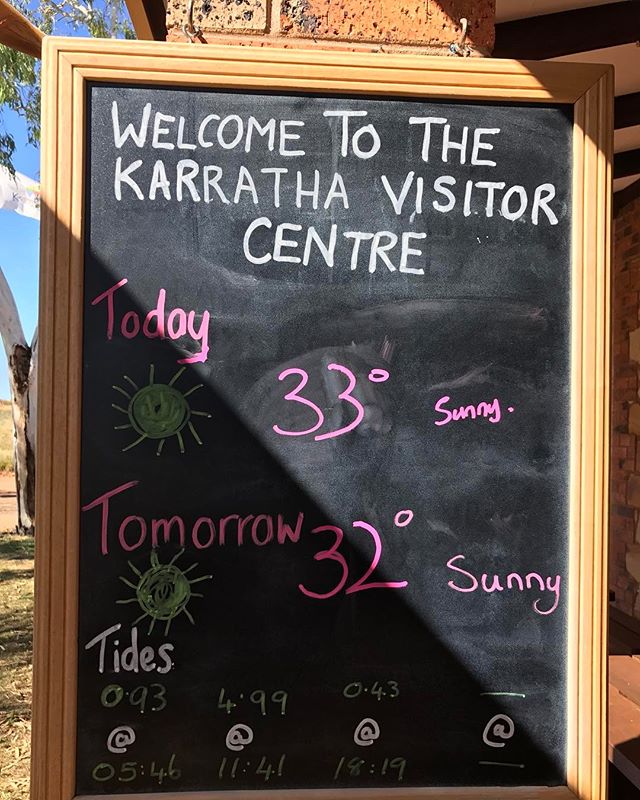 WELCOME TO THE
KARRATHA VISITOR
CENTRE
Today
33° Sunny.
Tomorrow 32° Sunny
Tides
0.93 4.99 0.43 —
@ @ @ @
05:46 11:41 18:19 —